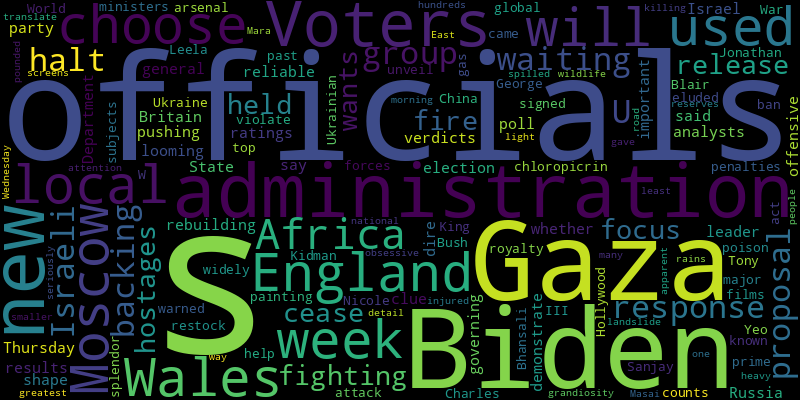 translate ministers arsenal World global Israel War
choose Voters will used
party Leela Mara East came Jonathan
pounded hundreds killing
halt general past group waiting release
screens reliable unveil gas spilled wildlife
officials
Department Ukraine held wants morning China George Blair eluded
Britain signed reserves ban
subjects pushing violate ratings Ukrainian fire U important said
road poll analysts offensive
looming top verdicts light gave
Wednesday attention W State say forces election chloropicrin penalties
local administration least people
new Moscow Israeli backing hostages rebuilding Africa dire King whether focus leader proposal act
national obsessive Bush royalty poison
seriously S England Gaza many apparent rains Tony
widely Kidman
warned painting Nicole clue injured governing Hollywood response major
smaller cease detail III films
restock week Biden demonstrate landslide Yeo
Thursday Bhansali known
results splendor way help one prime
shape Wales fighting Sanjay heavy
greatest attack Charles grandiosity Masai counts Russia